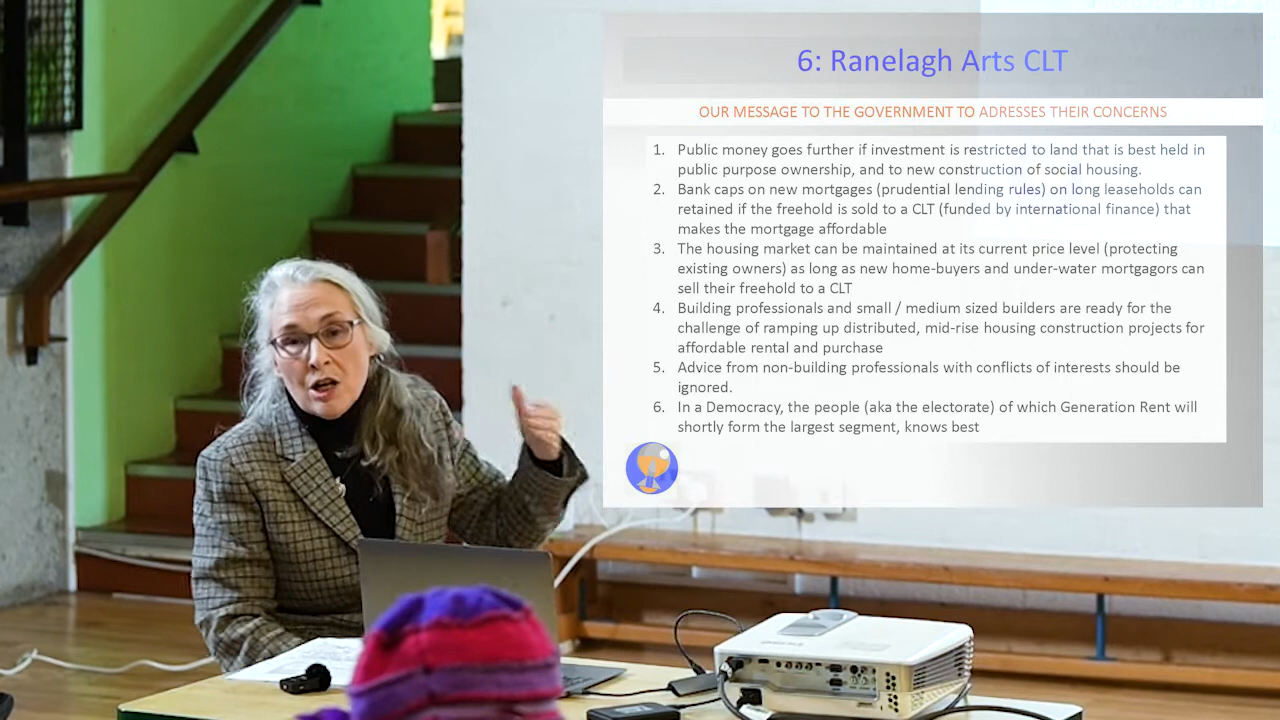 6: Ranelagh Arts CLT
OUR MESSAGE TO THE GOVERNMENT TO ADRESSES THEIR CONCERNS
1. Public money goes further if investment is restricted to land that is best held in
public purpose ownership, and to new construction of social housing.
2. Bank caps on new mortgages (prudential lending rules) on long leaseholds can
retained if the freehold is sold to a CLT (funded by international finance) that
makes the mortgage affordable
3. The housing market can be maintained at its current price level (protecting
existing owners) as long as new home-buyers and under-water mortgagors can
sell their freehold to a CLT
4. Building professionals and small / medium sized builders are ready for the
challenge of ramping up distributed, mid-rise housing construction projects for
affordable rental and purchase
5. Advice from non-building professionals with conflicts of interests should be
ignored.
6. In a Democracy, the people (aka the electorate) of which Generation Rent will
shortly form the largest segment, knows best